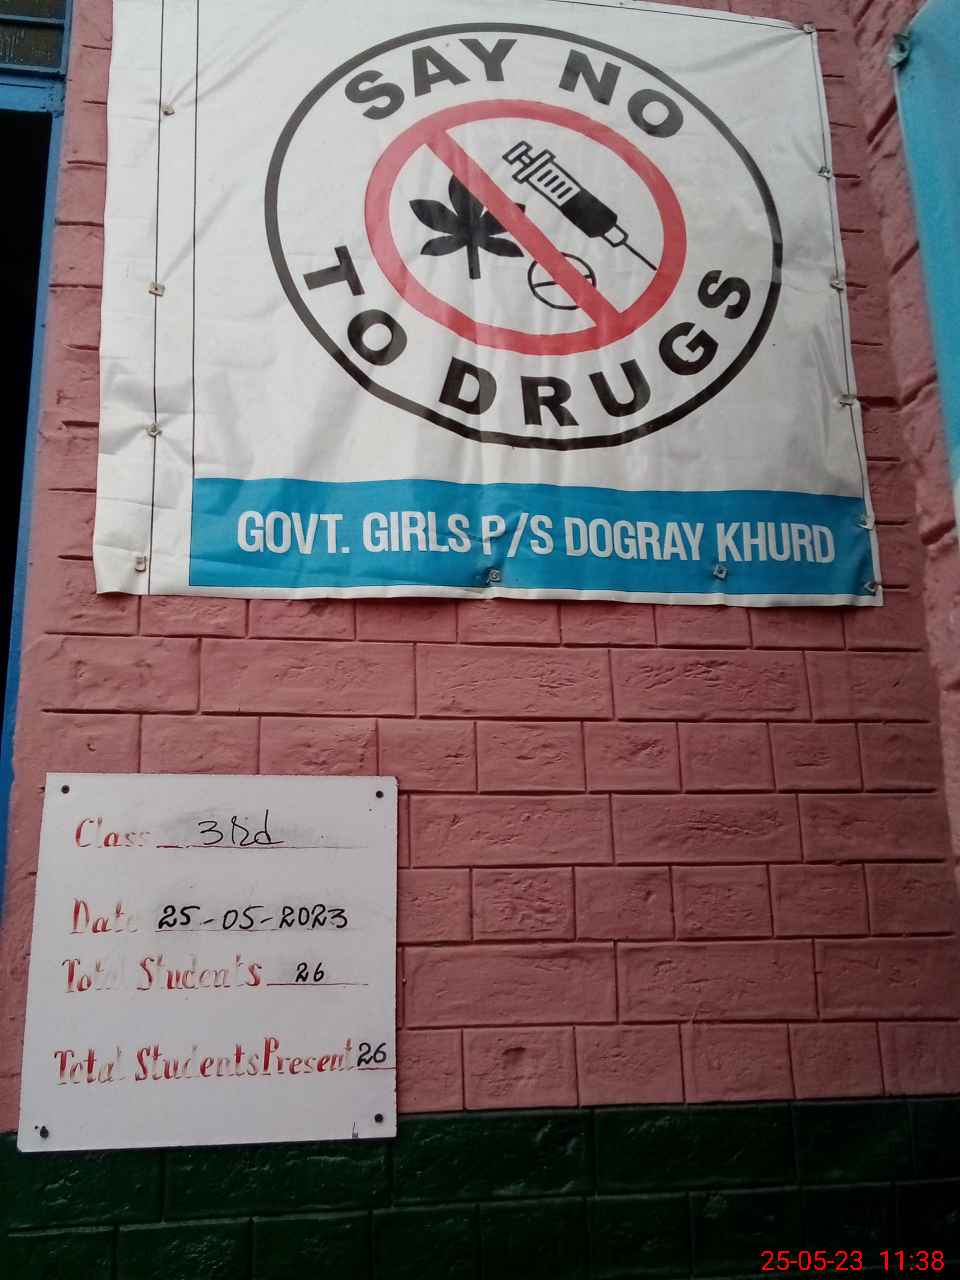 SAY NO
TO DRUGS
GOVT. GIRLS P/S DOGRAY KHURD
Class 3rd
Date 25-05-2023
Total Students 26
Total Students Present 26
25-05-23 11:38